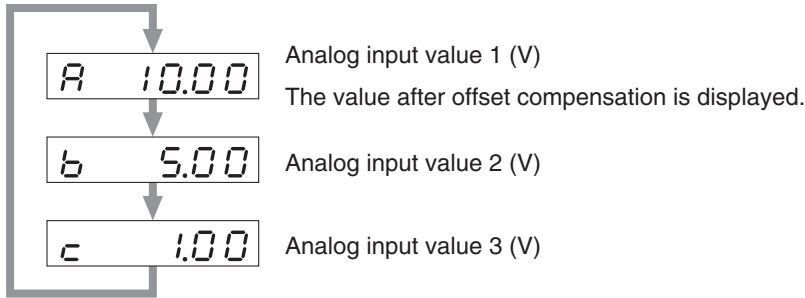 A 10.00
Analog input value 1 (V)
The value after offset compensation is displayed.
b 5.00
Analog input value 2 (V)
c 1.00
Analog input value 3 (V)